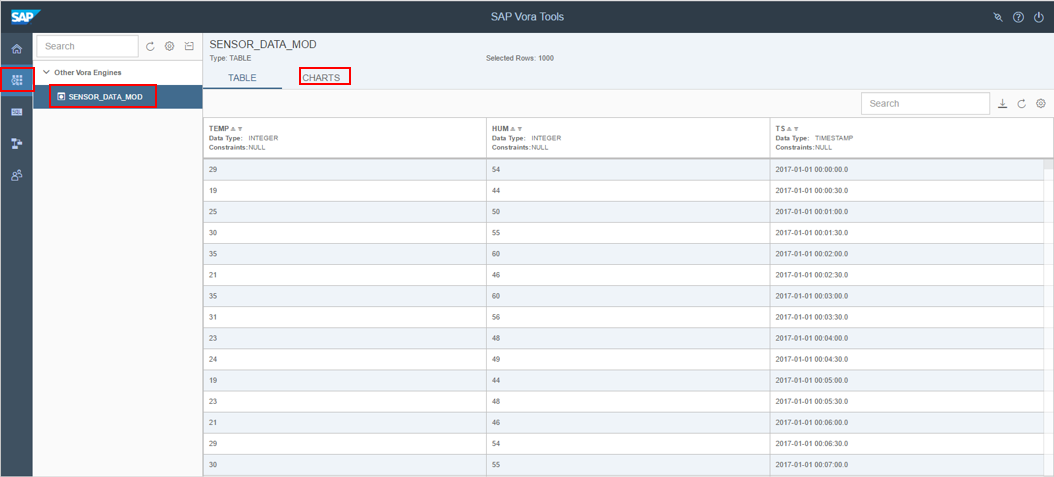 SAP
SAP Vora Tools
Search
Other Vora Engines
SENSOR_DATA_MOD
SENSOR_DATA_MOD
Type: TABLE
Selected Rows: 1000
TABLE
CHARTS
Search
TEMP
HUM
TS
Data Type: INTEGER
Data Type: INTEGER
Data Type: TIMESTAMP
Constraints:NULL
Constraints:NULL
Constraints:NULL
29 54 2017-01-01 00:00:00.0
19 44 2017-01-01 00:00:30.0
25 50 2017-01-01 00:01:00.0
30 55 2017-01-01 00:01:30.0
35 60 2017-01-01 00:02:00.0
21 46 2017-01-01 00:02:30.0
35 60 2017-01-01 00:03:00.0
31 56 2017-01-01 00:03:30.0
23 48 2017-01-01 00:04:00.0
24 49 2017-01-01 00:04:30.0
19 44 2017-01-01 00:05:00.0
23 48 2017-01-01 00:05:30.0
21 46 2017-01-01 00:06:00.0
29 54 2017-01-01 00:06:30.0
30 55 2017-01-01 00:07:00.0